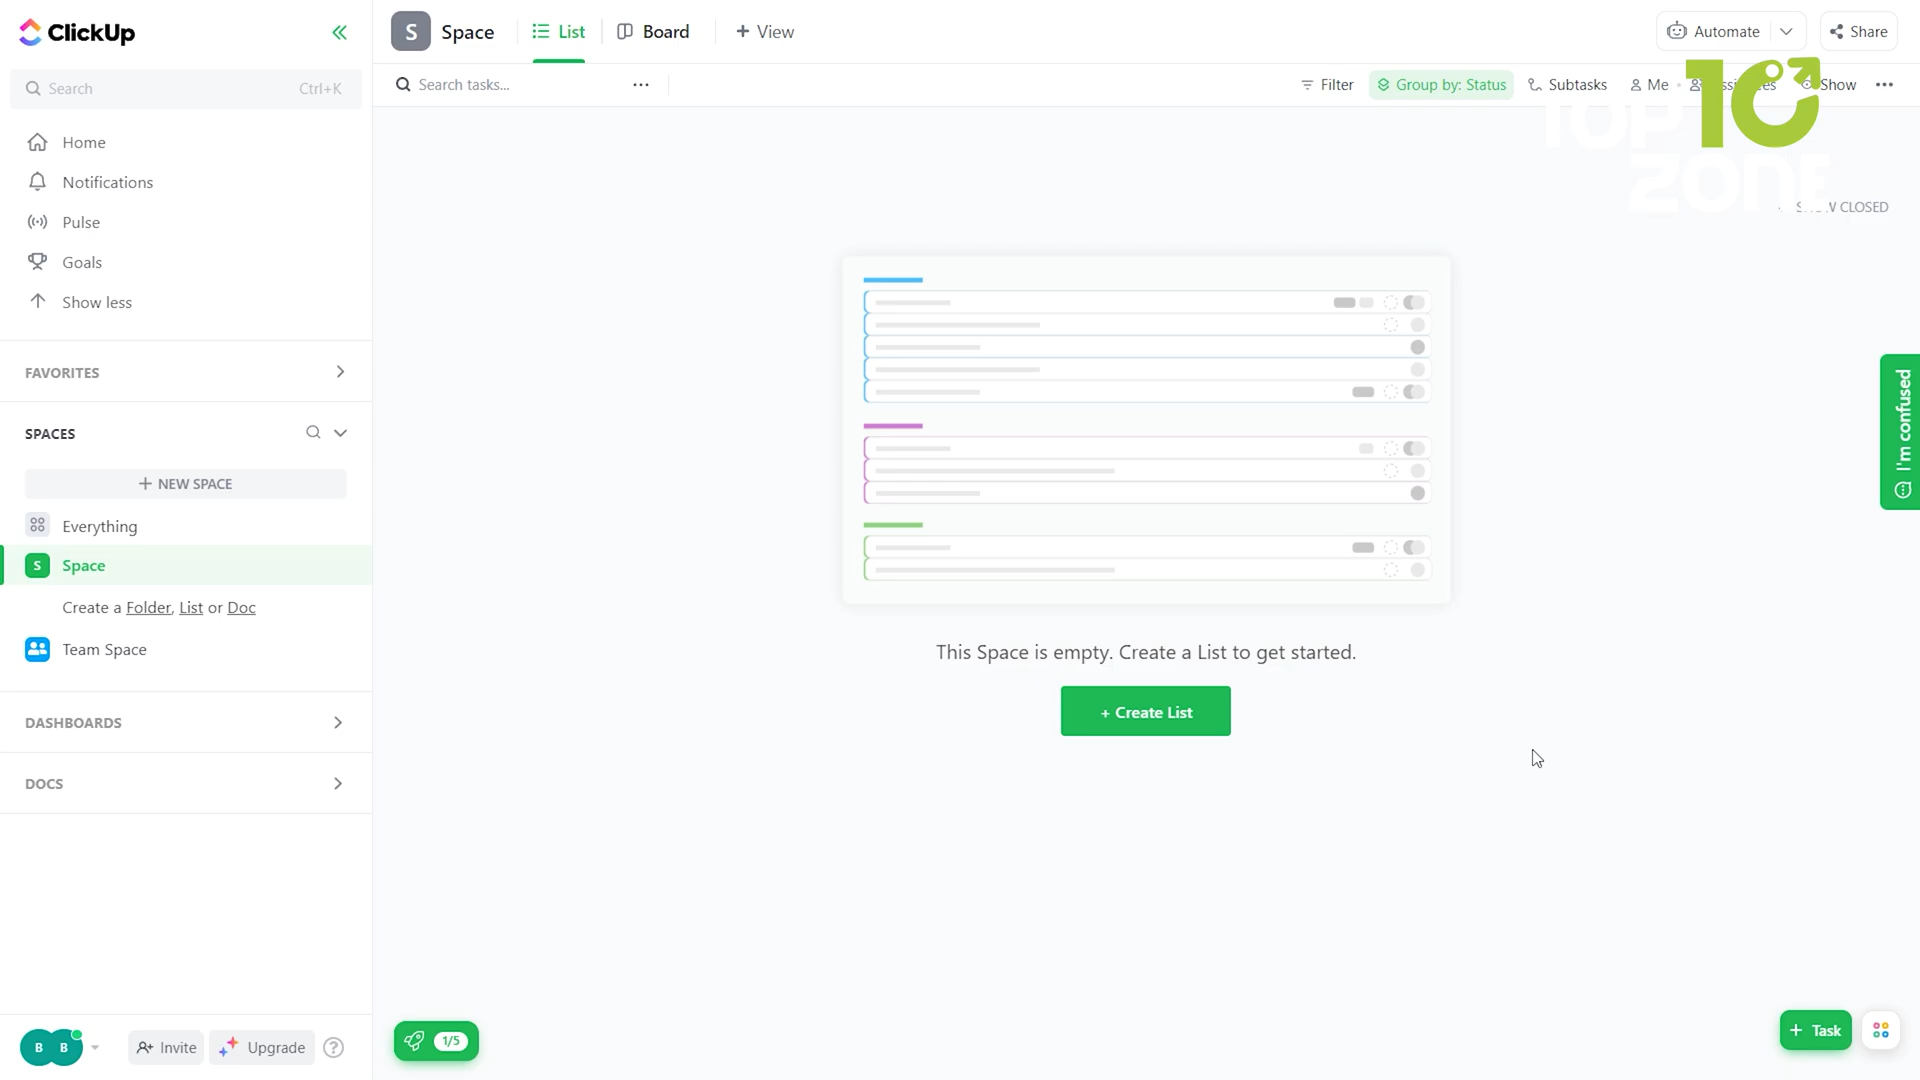 ClickUp
Search Ctrl+K
Home
Notifications
Pulse
Goals
Show less
FAVORITES
SPACES
+ NEW SPACE
Everything
S Space
Create a Folder, List or Doc
Team Space
DASHBOARDS
DOCS
B B
Invite
Upgrade
S Space
List
Board
+ View
Automate
Share
Search tasks...
Filter
Group by: Status
Subtasks
Me
Show
TOP 10
ZONE
CLOSED
This Space is empty. Create a List to get started.
+ Create List
I'm confused
1/5
+ Task